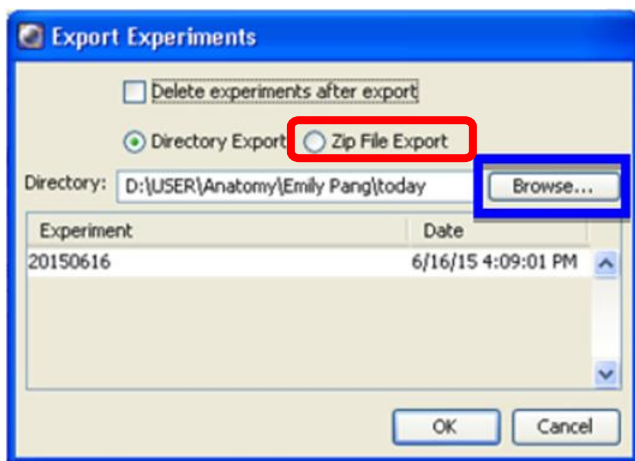 Export Experiments
Delete experiments after export
Directory Export Zip File Export
Directory: D:\USER\Anatomy\Emily Pang\today Browse...
Experiment Date
20150616 6/16/15 4:09:01 PM
OK Cancel